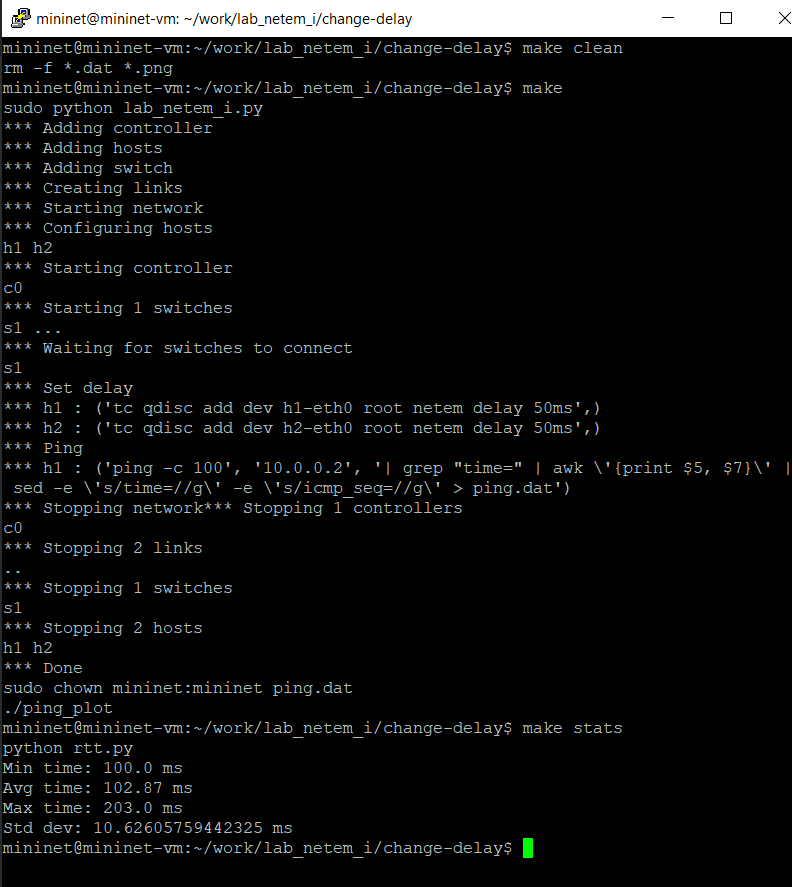 mininet@mininet-vm: ~/work/lab_netem_i/change-delay
mininet@mininet-vm:~/work/lab_netem_i/change-delay$ make clean
rm -f *.dat *.png
mininet@mininet-vm:~/work/lab_netem_i/change-delay$ make
sudo python lab_netem_i.py
*** Adding controller
*** Adding hosts
*** Adding switch
*** Creating links
*** Starting network
*** Configuring hosts
h1 h2
*** Starting controller
c0
*** Starting 1 switches
s1 ...
*** Waiting for switches to connect
s1
*** Set delay
*** h1 : ('tc qdisc add dev h1-eth0 root netem delay 50ms',)
*** h2 : ('tc qdisc add dev h2-eth0 root netem delay 50ms',)
*** Ping
*** h1 : ('ping -c 100', '10.0.0.2', '| grep "time=" | awk \'{print $5, $7}\' |
 sed -e \'s/time=//g\' -e \'s/icmp_seq=//g\' > ping.dat')
*** Stopping network*** Stopping 1 controllers
c0
*** Stopping 2 links
..
*** Stopping 1 switches
s1
*** Stopping 2 hosts
h1 h2
*** Done
sudo chown mininet:mininet ping.dat
./ping_plot
mininet@mininet-vm:~/work/lab_netem_i/change-delay$ make stats
python rtt.py
Min time: 100.0 ms
Avg time: 102.87 ms
Max time: 203.0 ms
Std dev: 10.62605759442325 ms
mininet@mininet-vm:~/work/lab_netem_i/change-delay$